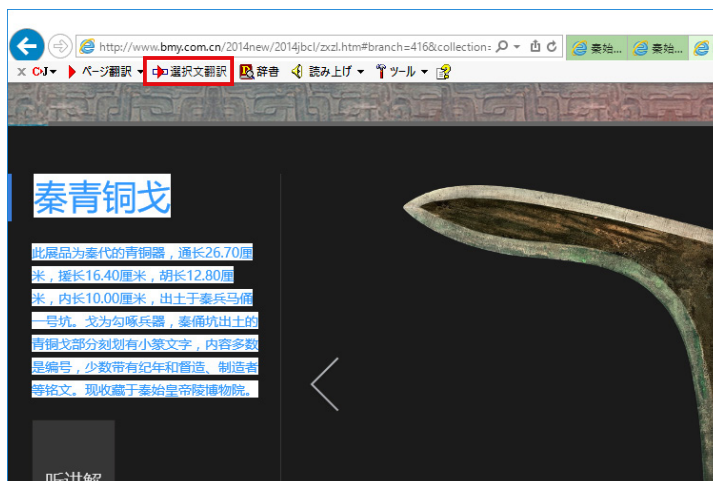 http://www.bmy.com.cn/2014new/2014jbcl/zxzl.htm#branch=416&collection:
秦始...
秦始...
x C›J ページ翻訳 選択文翻訳 辞書 読み上げ ツール
秦青铜戈
此展品为秦代的青铜器，通长26.70厘
米，援长16.40厘米，胡长12.80厘
米，内长10.00厘米，出土于秦兵马俑
一号坑。戈为勾啄兵器，秦俑坑出土的
青铜戈部分刻划有小篆文字，内容多数
是编号，少数带有纪年和督造、制造者
等铭文。现收藏于秦始皇帝陵博物院。
听讲解